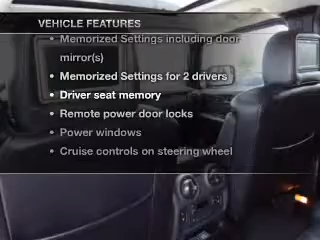 VEHICLE FEATURES
• Memorized Settings including door
mirror(s)
• Memorized Settings for 2 drivers
• Driver seat memory
• Remote power door locks
• Power windows
• Cruise controls on steering wheel